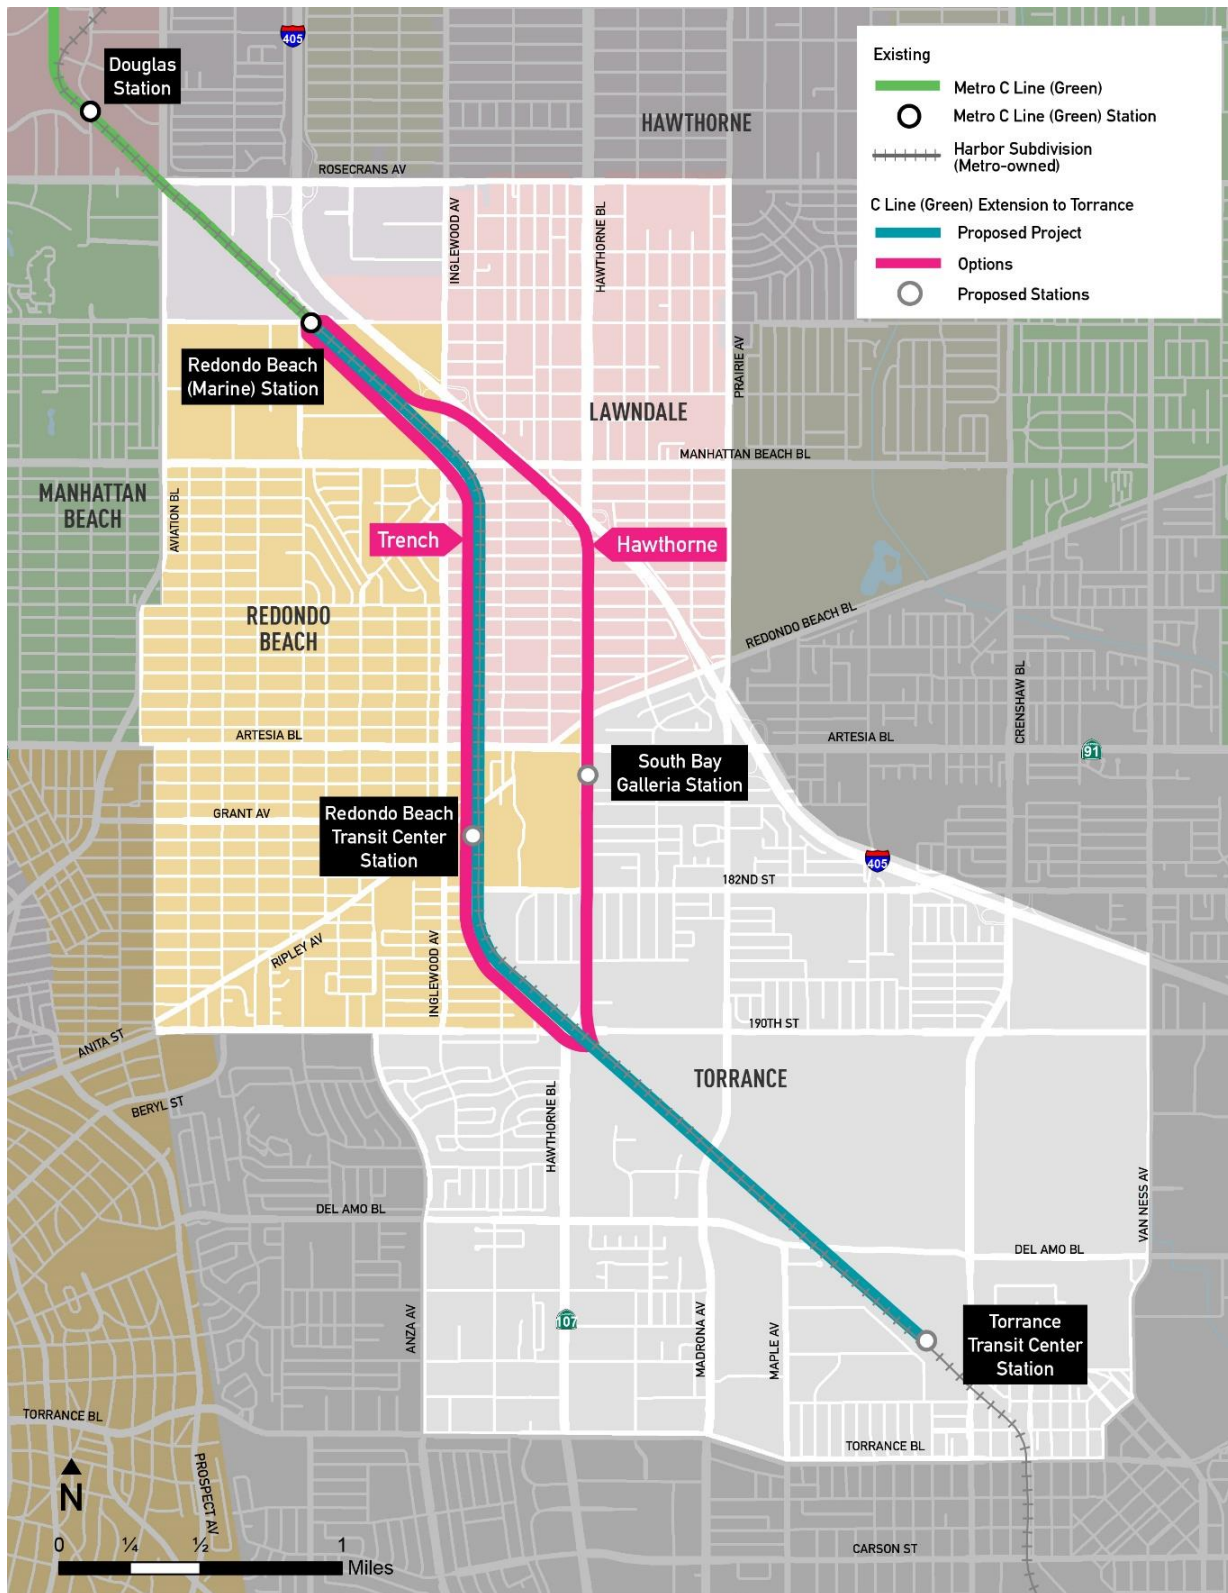 405
Douglas
Station
HAWTHORNE
ROSECRANS AV
Existing
Metro C Line (Green)
Metro C Line (Green) Station
Harbor Subdivision
(Metro-owned)
C Line (Green) Extension to Torrance
Proposed Project
Options
Proposed Stations
INGLEWOOD AV
HAWTHORNE BL
PRAIRIE AV
Redondo Beach
(Marine) Station
LAWNDALE
MANHATTAN BEACH BL
MANHATTAN
BEACH
AVIATION BL
Trench
Hawthorne
REDONDO
BEACH
REDONDO BEACH BL
CRENSHAW BL
ARTESIA BL
ARTESIA BL
91
South Bay
Galleria Station
GRANT AV
Redondo Beach
Transit Center
Station
405
182ND ST
RIPLEY AV
INGLEWOOD AV
190TH ST
ANITA ST
TORRANCE
BERYL ST
HAWTHORNE BL
VAN NESS AV
DEL AMO BL
DEL AMO BL
ANZA AV
107
MADRONA AV
MAPLE AV
Torrance
Transit Center
Station
TORRANCE BL
TORRANCE BL
PROSPECT AV
N
0 ¼ ½ 1
Miles
CARSON ST